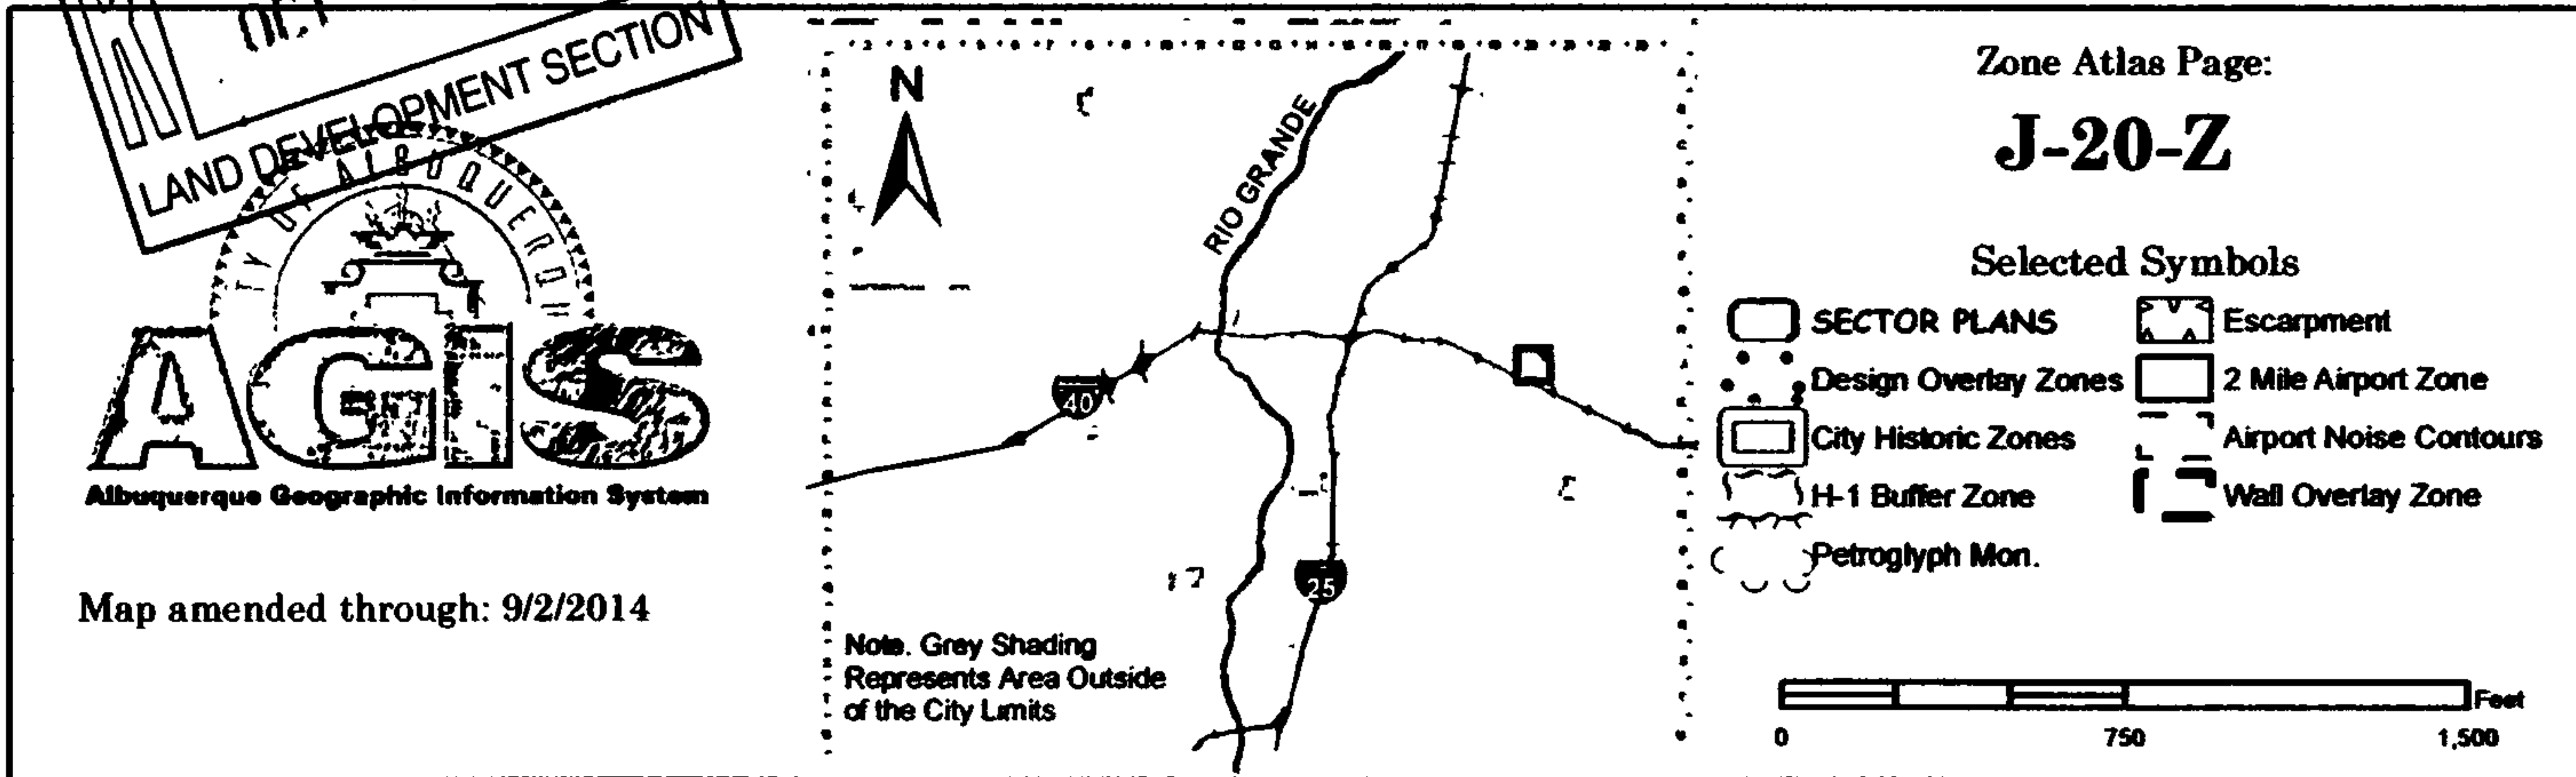 LAND DEVELOPMENT SECTION
TY OF ALBUQUERQUE
AGIS
Albuquerque Geographic Information System
Map amended through: 9/2/2014
N
RIO GRANDE
40
25
Note. Grey Shading
Represents Area Outside
of the City Limits
Zone Atlas Page:
J-20-Z
Selected Symbols
SECTOR PLANS
Escarpment
Design Overlay Zones
2 Mile Airport Zone
City Historic Zones
Airport Noise Contours
H-1 Buffer Zone
Wall Overlay Zone
Petroglyph Mon.
Feet
0 750 1,500